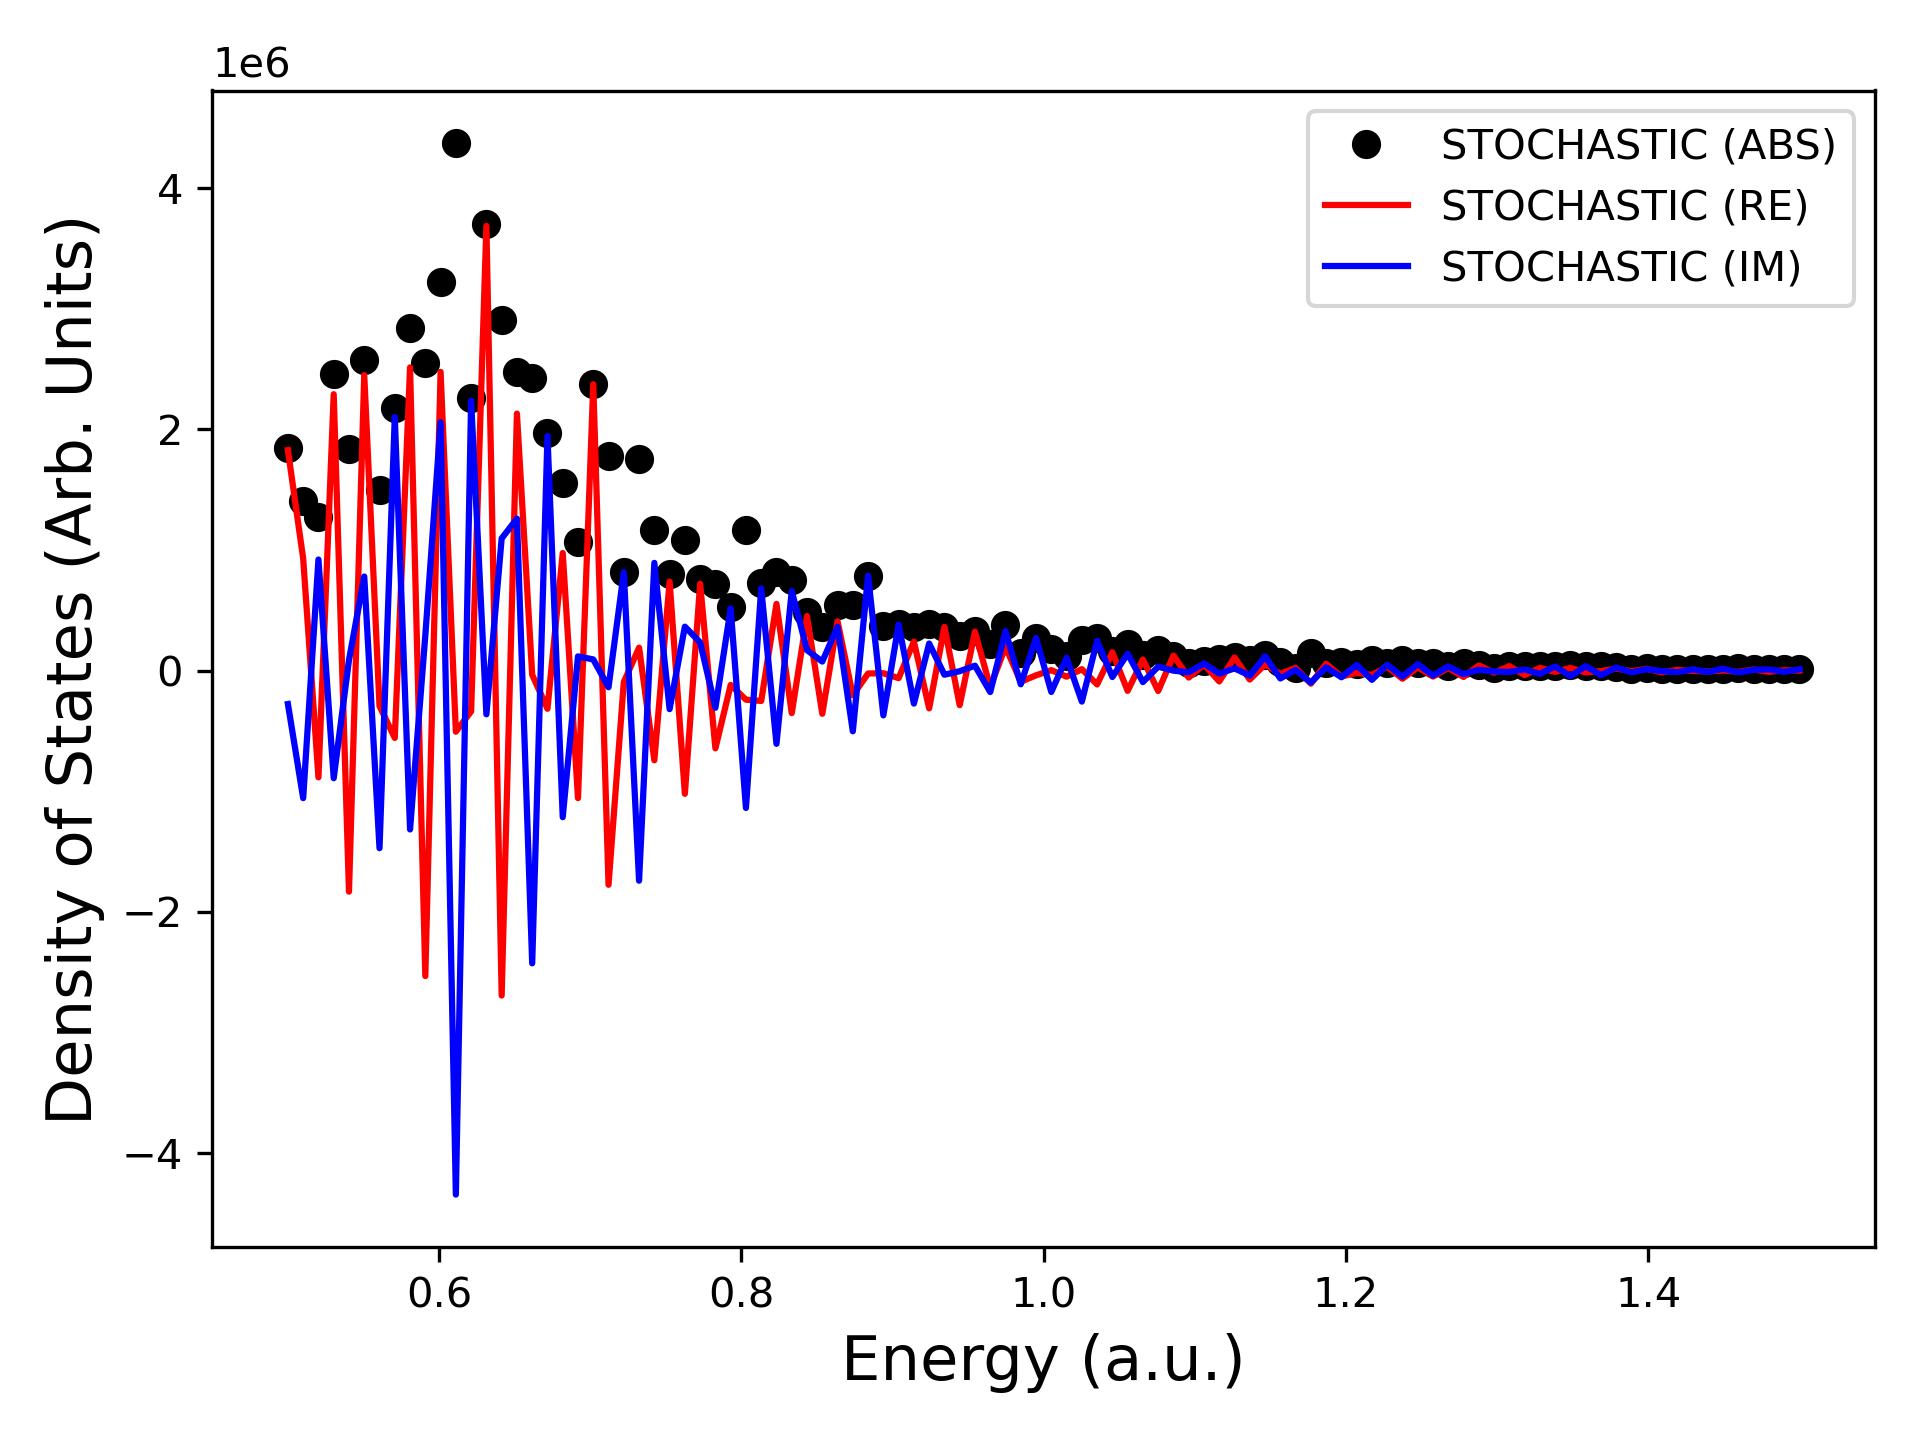 1e6
STOCHASTIC (ABS)
STOCHASTIC (RE)
STOCHASTIC (IM)
Density of States (Arb. Units)
4
2
0
−2
−4
0.6
0.8
1.0
1.2
1.4
Energy (a.u.)